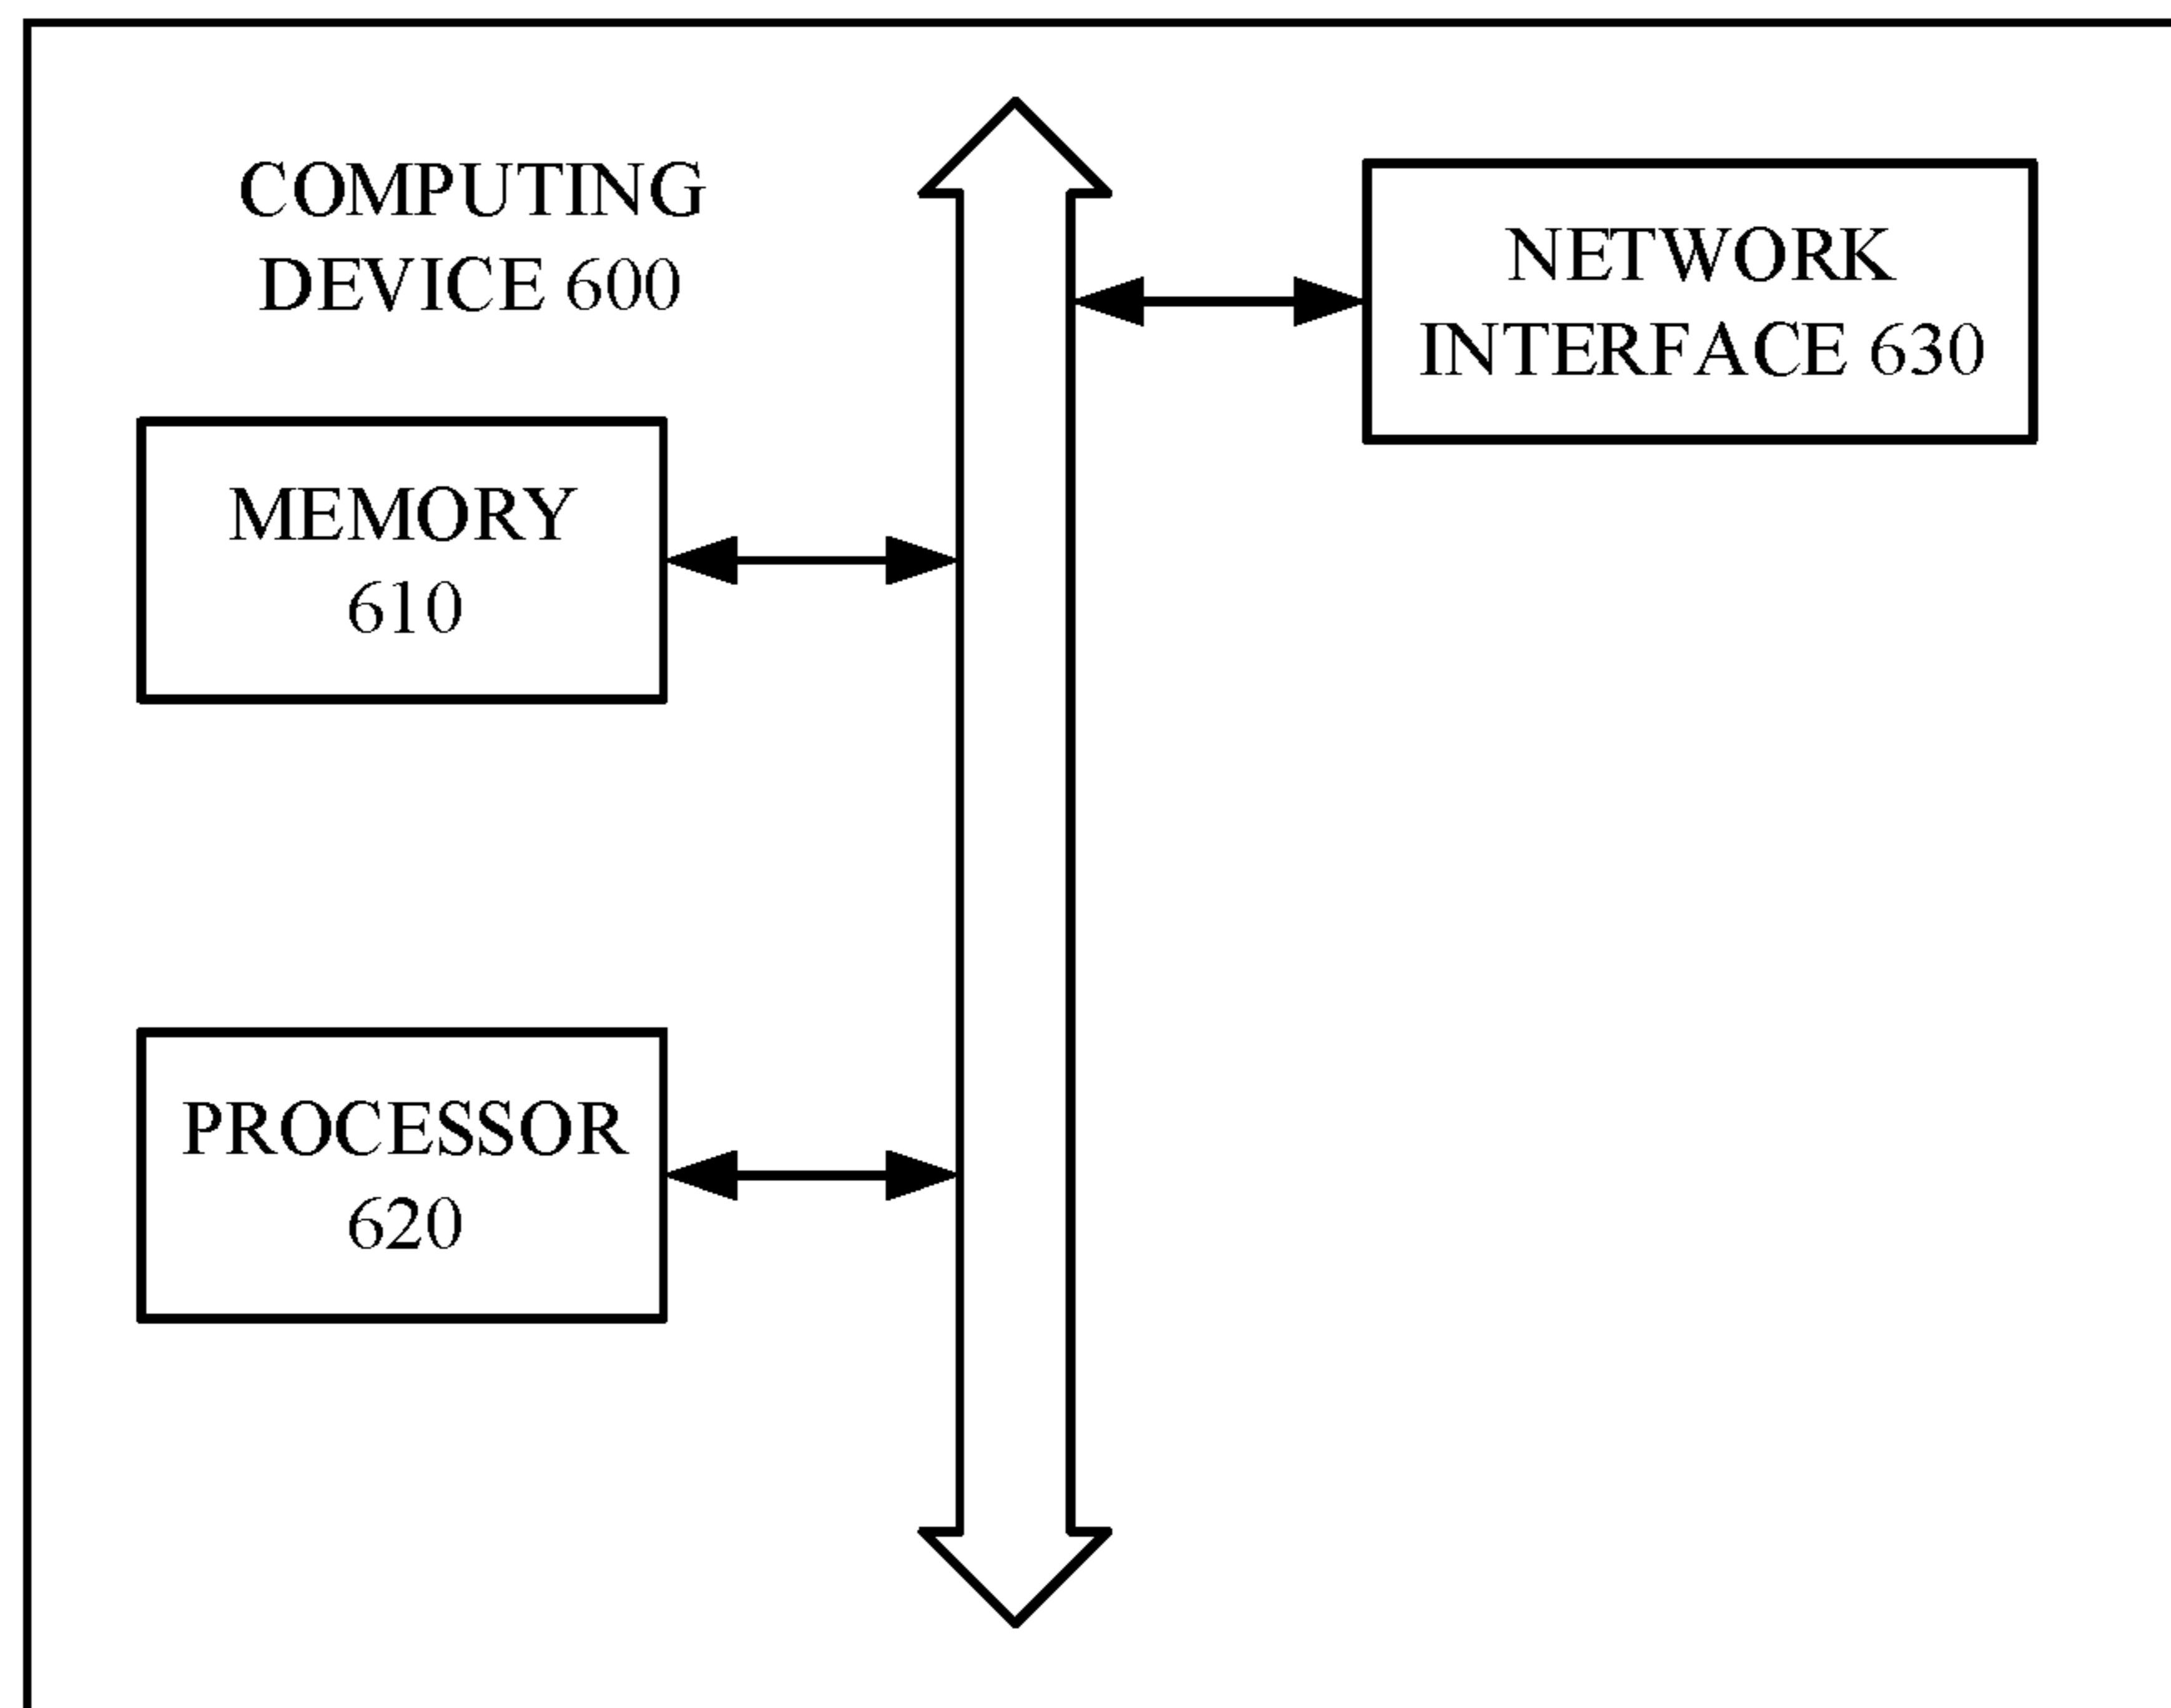 COMPUTING
DEVICE 600
NETWORK
INTERFACE 630
MEMORY
610
PROCESSOR
620